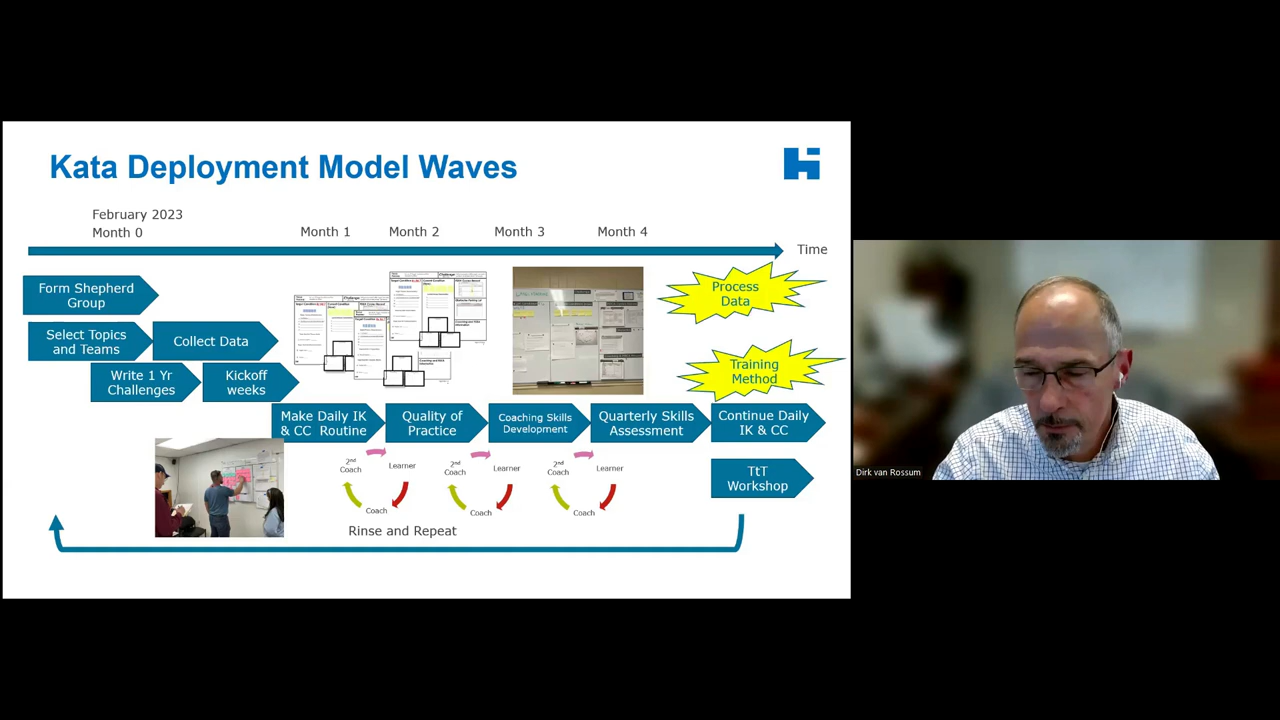 Kata Deployment Model Waves
February 2023
Month 0
Month 1
Month 2
Month 3
Month 4
Time
Form Shepherd
Group
Select Topics
and Teams
Collect Data
Write 1 Yr
Challenges
Kickoff
weeks
Process
Data
Training
Method
Make Daily IK
& CC Routine
Quality of
Practice
Coaching Skills
Development
Quarterly Skills
Assessment
Continue Daily
IK & CC
TtT
Workshop
2nd
Coach
Learner
Coach
2nd
Coach
Learner
Coach
2nd
Coach
Learner
Coach
Rinse and Repeat
Dirk van Rossum